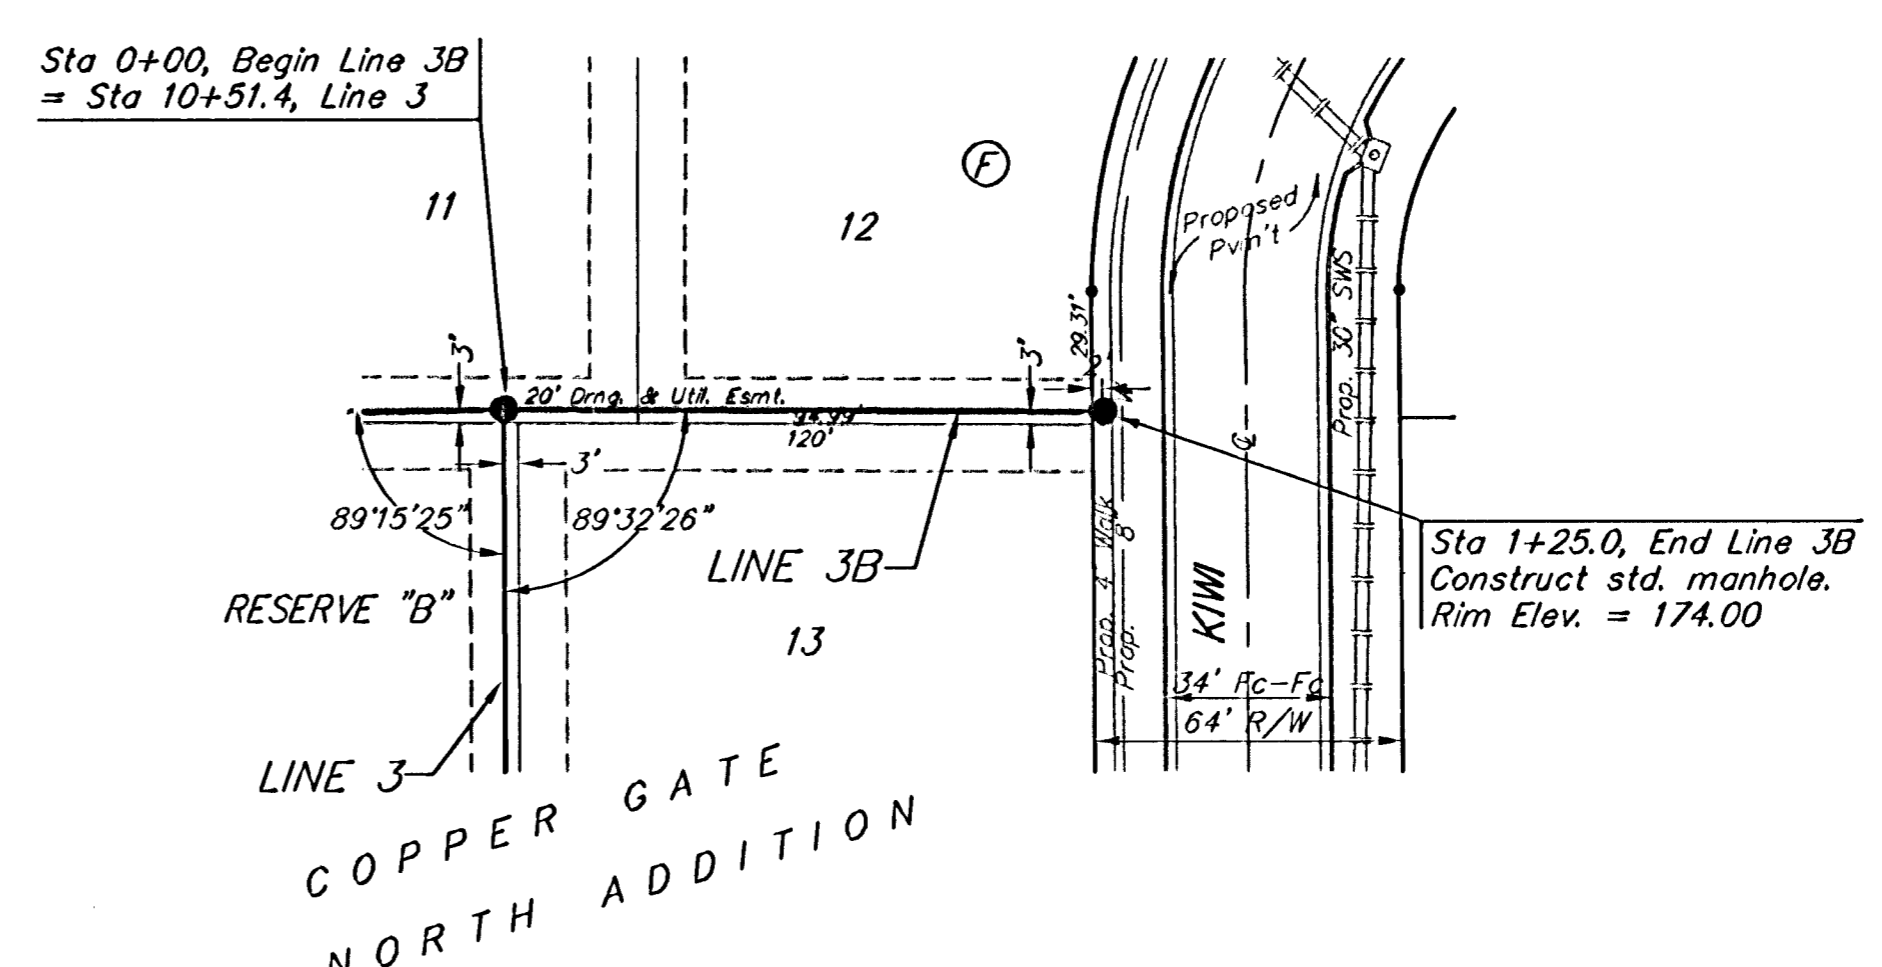 Sta 0+00, Begin Line 3B
= Sta 10+51.4, Line 3
11
12
F
Proposed
Pvm't
Prop. 30" SWS
29.31'
2'
3'
3'
20' Drng. & Util. Esmt.
120'
3'
℄
89°15'25"
89°32'26"
LINE 3B
RESERVE "B"
13
Prop. 4' Walk
Prop. 8"
KIWI
Sta 1+25.0, End Line 3B
Construct std. manhole.
Rim Elev. = 174.00
34' Fc-Fc
64' R/W
LINE 3
COPPER GATE
NORTH ADDITION